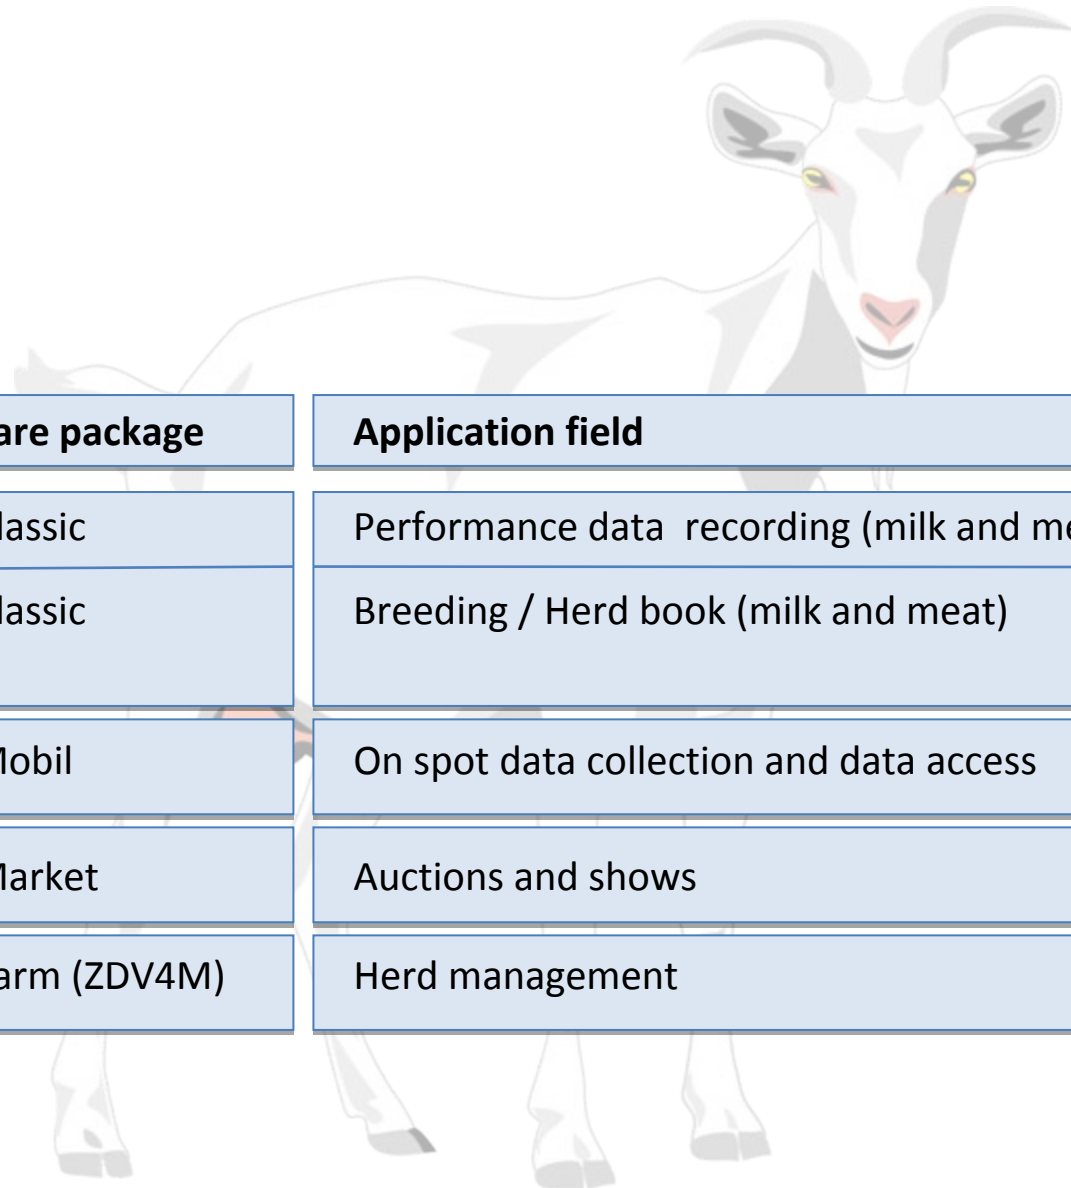 are package Application field
lassic Performance data recording (milk and me
lassic Breeding / Herd book (milk and meat)
Mobil On spot data collection and data access
Market Auctions and shows
arm (ZDV4M) Herd management